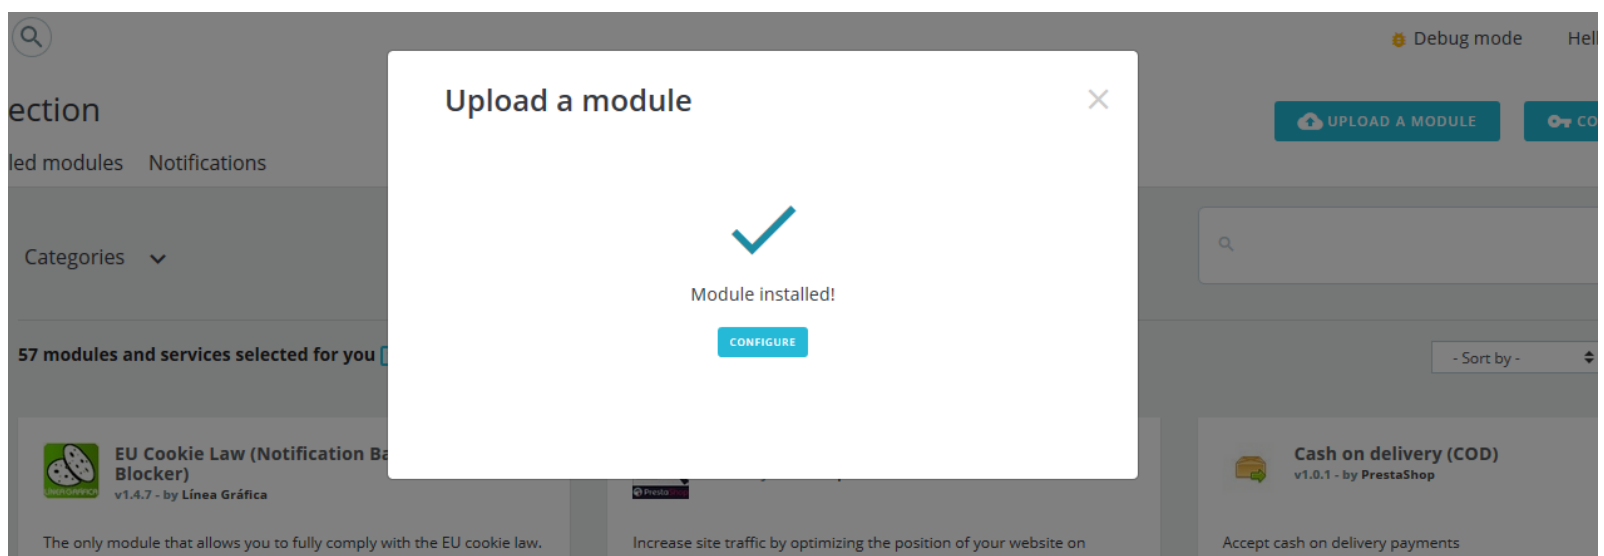 Debug mode
Hell
Upload a module
ection
UPLOAD A MODULE
CO
led modules Notifications
Categories
Module installed!
CONFIGURE
57 modules and services selected for you
- Sort by -
EU Cookie Law (Notification Ba
Blocker)
v1.4.7 - by Línea Gráfica
PrestaShop
Cash on delivery (COD)
v1.0.1 - by PrestaShop
The only module that allows you to fully comply with the EU cookie law.
Increase site traffic by optimizing the position of your website on
Accept cash on delivery payments